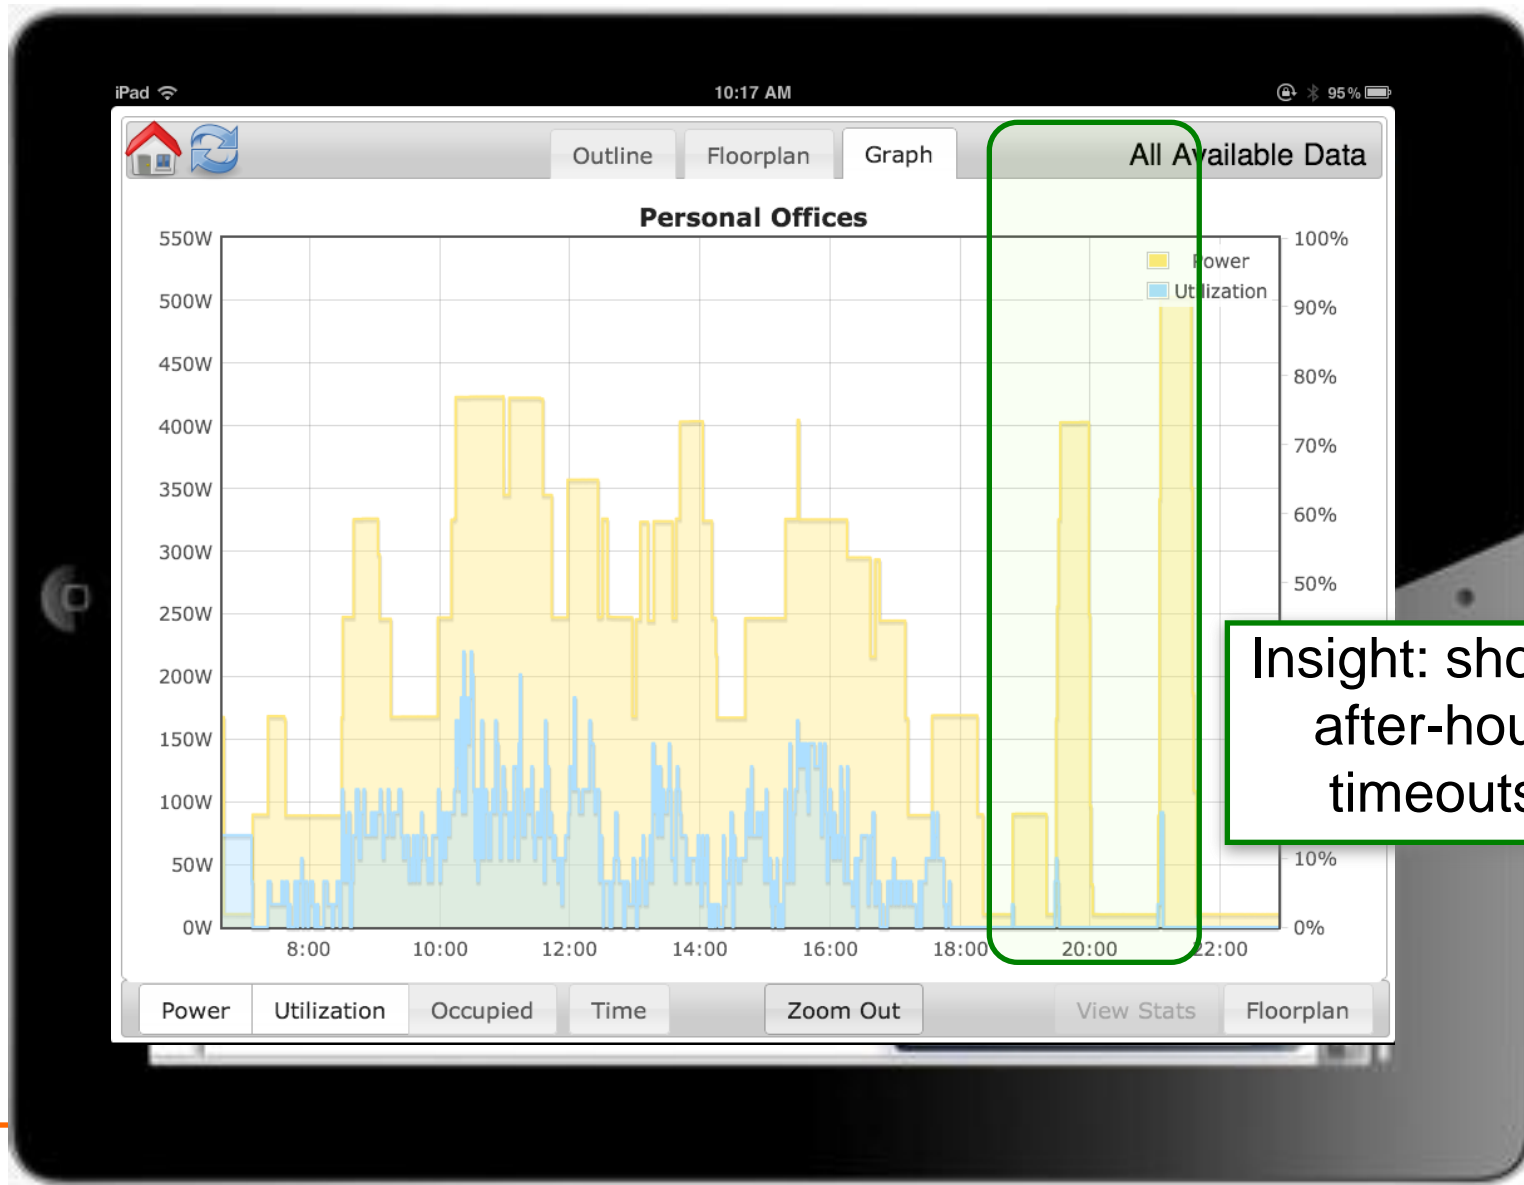 iPad 10:17 AM 95%
Outline Floorplan Graph All Available Data
Personal Offices
550W 100%
Power
500W Utilization 90%
450W 80%
400W 70%
350W 60%
300W 50%
250W
200W
150W
100W 10%
50W
0W 0%
8:00 10:00 12:00 14:00 16:00 18:00 20:00 22:00
Insight:
timeouts
Power Utilization Occupied Time Zoom Out View Stats Floorplan